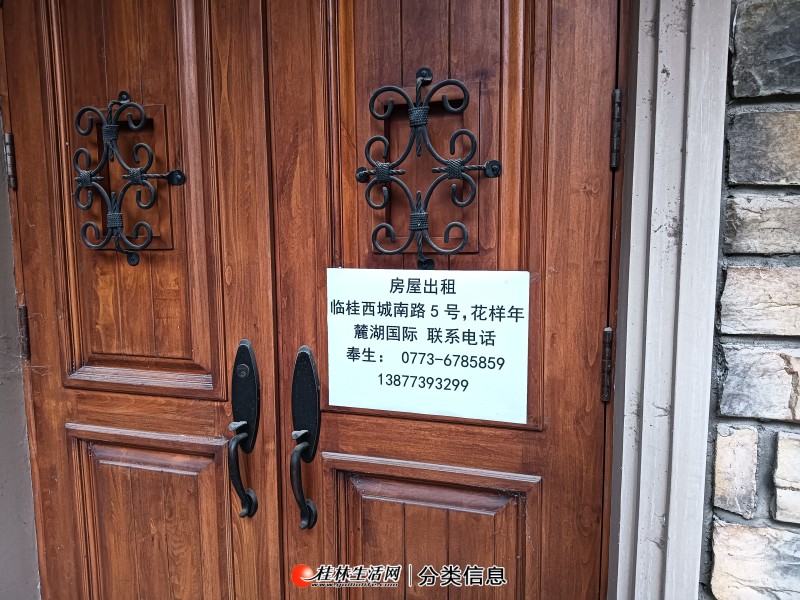 房屋出租
临桂西城南路5号,花样年
麓湖国际 联系电话
奉生: 0773-6785859
13877393299
桂林生活网 | 分类信息